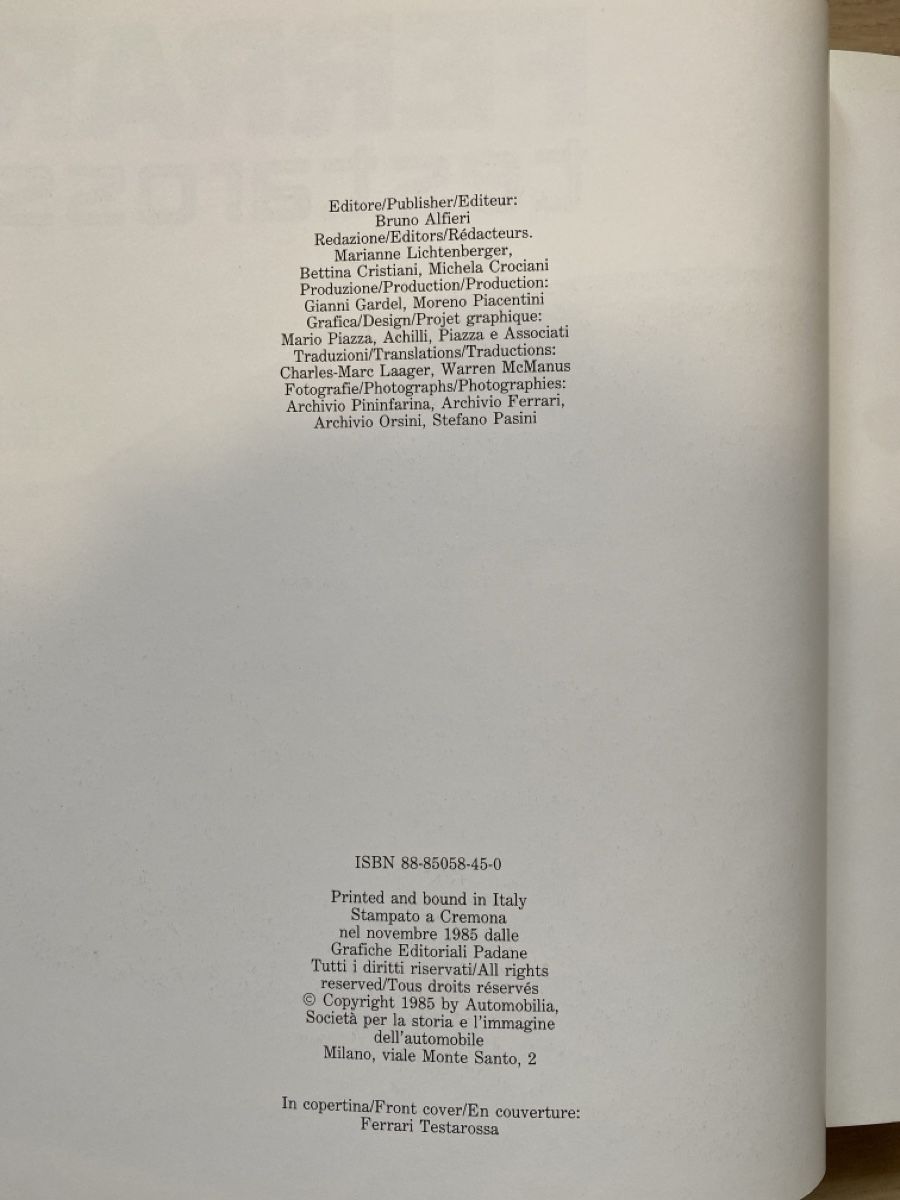 Editore/Publisher/Editeur:
Bruno Alfieri
Redazione/Editors/Rédacteurs.
Marianne Lichtenberger,
Bettina Cristiani, Michela Crociani
Produzione/Production/Production:
Gianni Gardel, Moreno Piacentini
Grafica/Design/Projet graphique:
Mario Piazza, Achilli, Piazza e Associati
Traduzioni/Translations/Traductions:
Charles-Marc Laager, Warren McManus
Fotografie/Photographs/Photographies:
Archivio Pininfarina, Archivio Ferrari,
Archivio Orsini, Stefano Pasini
ISBN 88-85058-45-0
Printed and bound in Italy
Stampato a Cremona
nel novembre 1985 dalle
Grafiche Editoriali Padane
Tutti i diritti riservati/All rights
reserved/Tous droits réservés
© Copyright 1985 by Automobilia,
Società per la storia e l'immagine
dell'automobile
Milano, viale Monte Santo, 2
In copertina/Front cover/En couverture:
Ferrari Testarossa